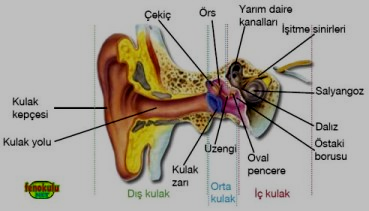 Çekiç
Örs
Yarım daire
kanalları
İşitme sinirleri
Salyangoz
Dalız
Östaki
borusu
Kulak
kepçesi
Kulak yolu
Kulak
zarı
Üzengi
Oval
pencere
Dış kulak
Orta
kulak
İç kulak
fenokulu